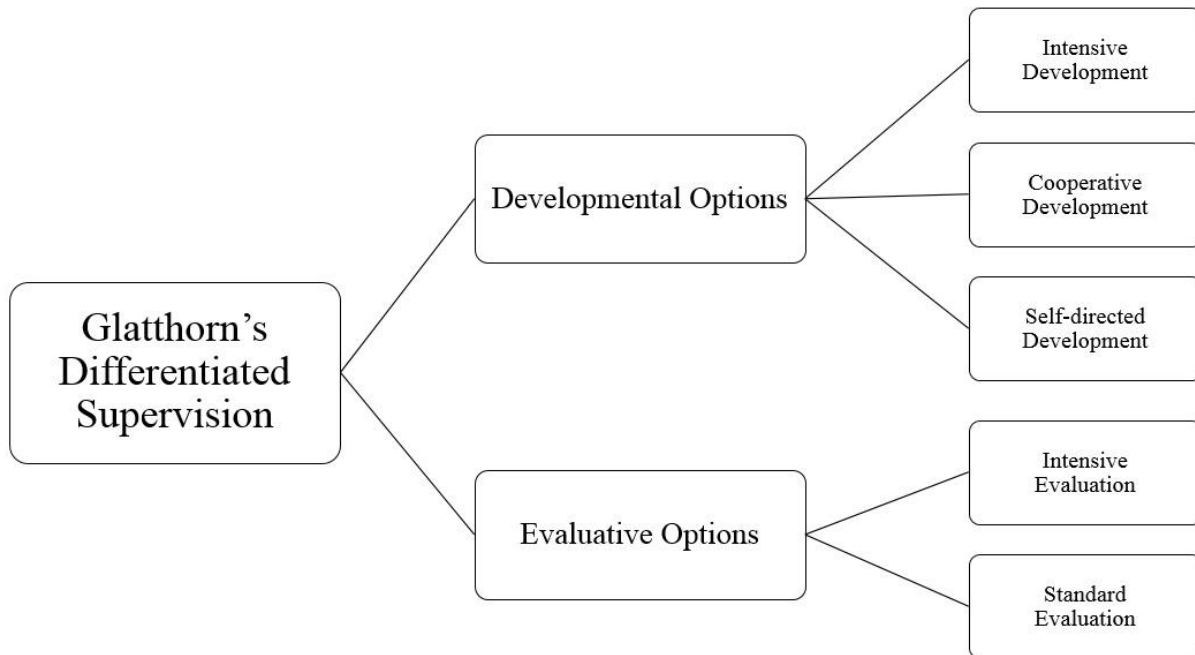 Glatthorn’s
Differentiated
Supervision
Developmental Options
Intensive
Development
Cooperative
Development
Self-directed
Development
Evaluative Options
Intensive
Evaluation
Standard
Evaluation